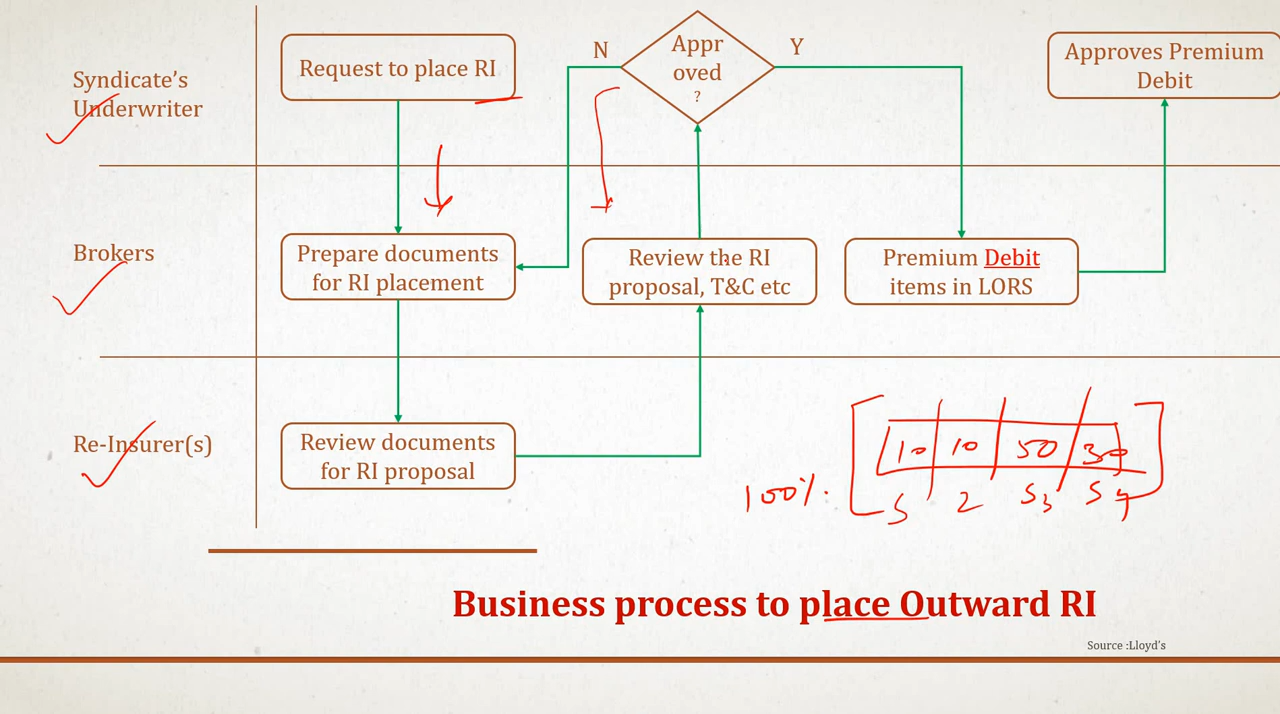 Syndicate's
Underwriter
Request to place RI
N
Appr
oved
?
Y
Approves Premium
Debit
Brokers
Prepare documents
for RI placement
Review the RI
proposal, T&C etc
Premium Debit
items in LORS
Re-Insurer(s)
Review documents
for RI proposal
100%.
10 10 50 30
S 2 S3 S4
Business process to place Outward RI
Source :Lloyd's